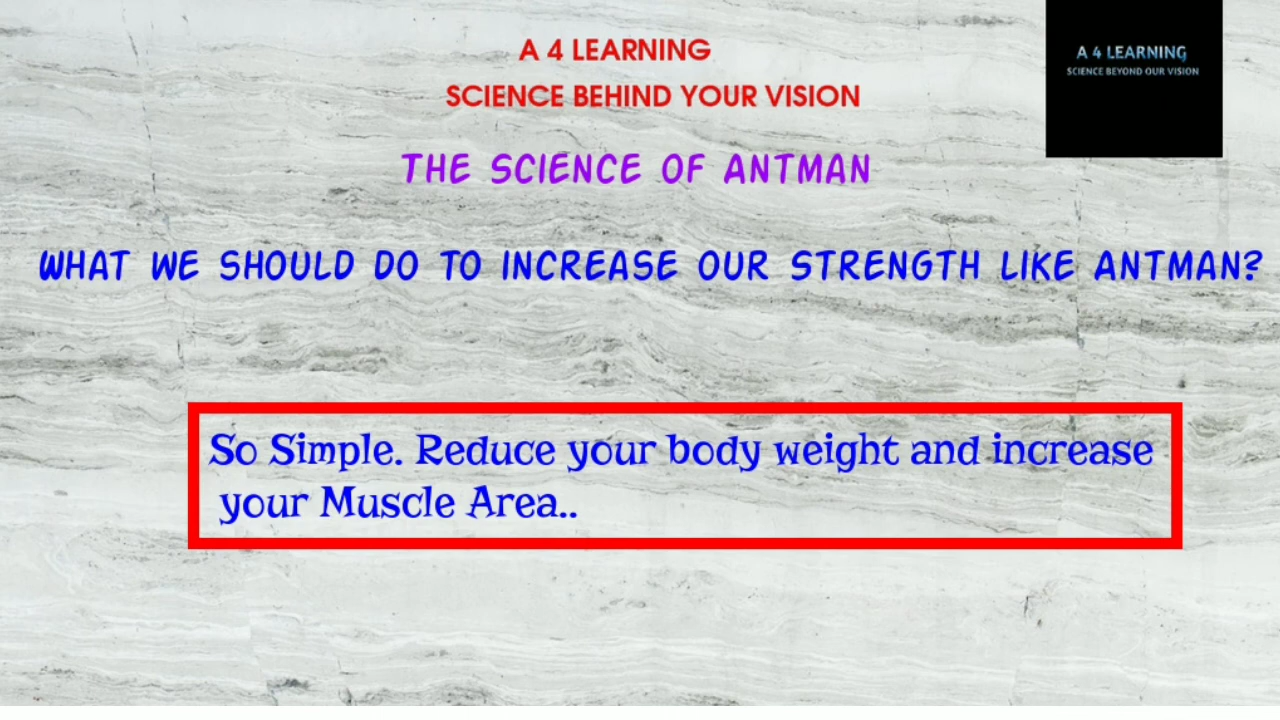 A 4 LEARNING
SCIENCE BEHIND YOUR VISION
A 4 LEARNING
SCIENCE BEYOND OUR VISION
THE SCIENCE OF ANTMAN
WHAT WE SHOULD DO TO INCREASE OUR STRENGTH LIKE ANTMAN?
So Simple. Reduce your body weight and increase
your Muscle Area..